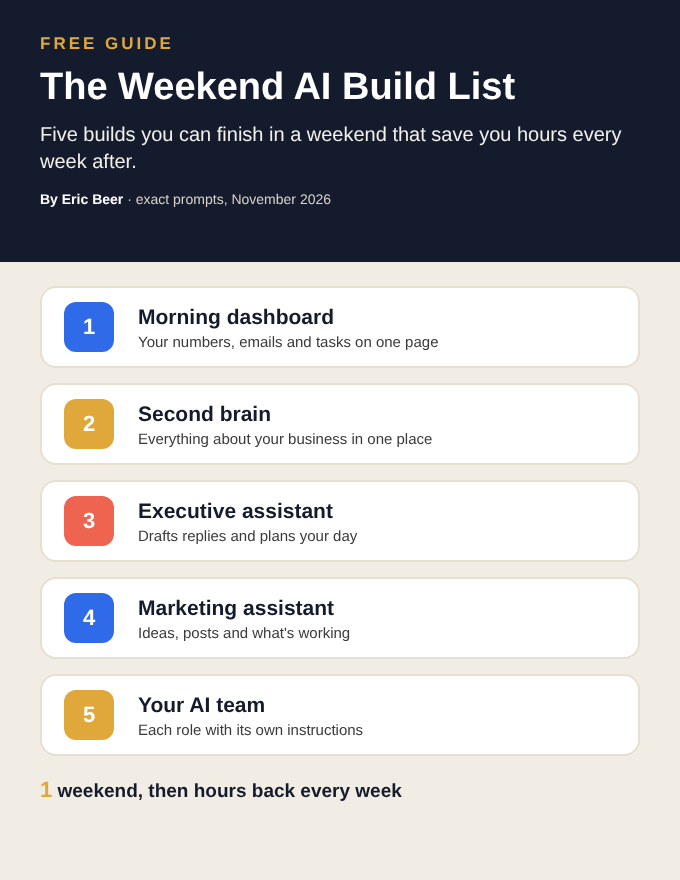 FREE GUIDE
The Weekend AI Build List
Five builds you can finish in a weekend that save you hours every
week after.
By Eric Beer · exact prompts, November 2026
1
Morning dashboard
Your numbers, emails and tasks on one page
2
Second brain
Everything about your business in one place
3
Executive assistant
Drafts replies and plans your day
4
Marketing assistant
Ideas, posts and what's working
5
Your AI team
Each role with its own instructions
1 weekend, then hours back every week